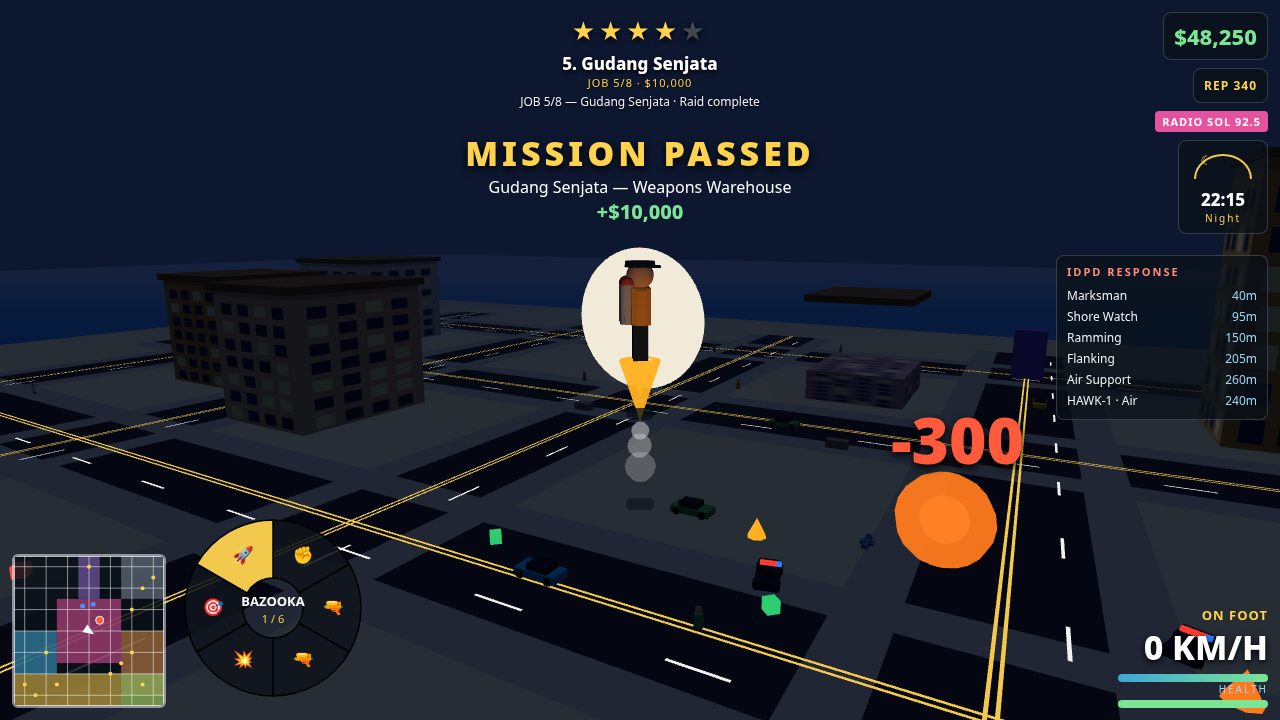 5. Gudang Senjata
JOB 5/8 · $10,000
JOB 5/8 — Gudang Senjata · Raid complete
MISSION PASSED
Gudang Senjata — Weapons Warehouse
+$10,000
$48,250
REP 340
RADIO SOL 92.5
22:15
Night
IDPD RESPONSE
Marksman 40m
Shore Watch 95m
Ramming 150m
Flanking 205m
Air Support 260m
HAWK-1 · Air 240m
-300
BAZOOKA
1 / 6
ON FOOT
0 KM/H
HEALTH